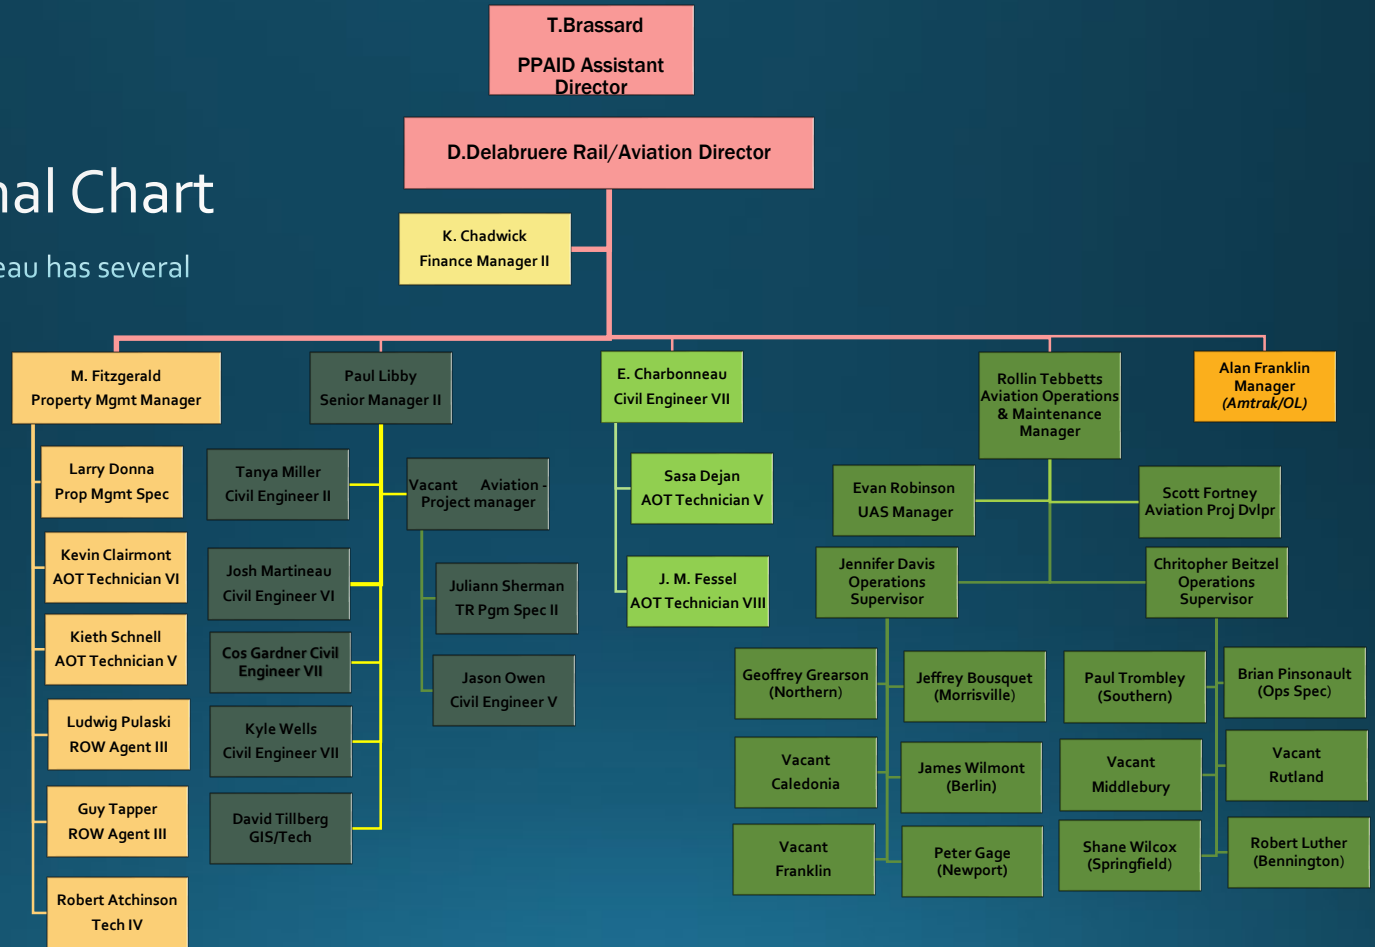 T.Brassard
PPAID Assistant
Director
D.Delabruere Rail/Aviation Director
nal Chart
K. Chadwick
Finance Manager II
eau has several
M. Fitzgerald
Property Mgmt Manager
Paul Libby
Senior Manager II
E. Charbonneau
Civil Engineer VII
Rollin Tebbetts
Aviation Operations
& Maintenance
Manager
Alan Franklin
Manager
(Amtrak/OL)
Larry Donna
Prop Mgmt Spec
Kevin Clairmont
AOT Technician VI
Kieth Schnell
AOT Technician V
Ludwig Pulaski
ROW Agent III
Guy Tapper
ROW Agent III
Robert Atchinson
Tech IV
Tanya Miller
Civil Engineer II
Josh Martineau
Civil Engineer VI
Cos Gardner Civil
Engineer VII
Kyle Wells
Civil Engineer VII
David Tillberg
GIS/Tech
Vacant Aviation -
Project manager
Juliann Sherman
TR Pgm Spec II
Jason Owen
Civil Engineer V
Sasa Dejan
AOT Technician V
J. M. Fessel
AOT Technician VIII
Evan Robinson
UAS Manager
Scott Fortney
Aviation Proj Dvlpr
Jennifer Davis
Operations
Supervisor
Chritopher Beitzel
Operations
Supervisor
Geoffrey Grearson
(Northern)
Jeffrey Bousquet
(Morrisville)
Vacant
Caledonia
James Wilmont
(Berlin)
Vacant
Franklin
Peter Gage
(Newport)
Paul Trombley
(Southern)
Brian Pinsonault
(Ops Spec)
Vacant
Middlebury
Vacant
Rutland
Shane Wilcox
(Springfield)
Robert Luther
(Bennington)